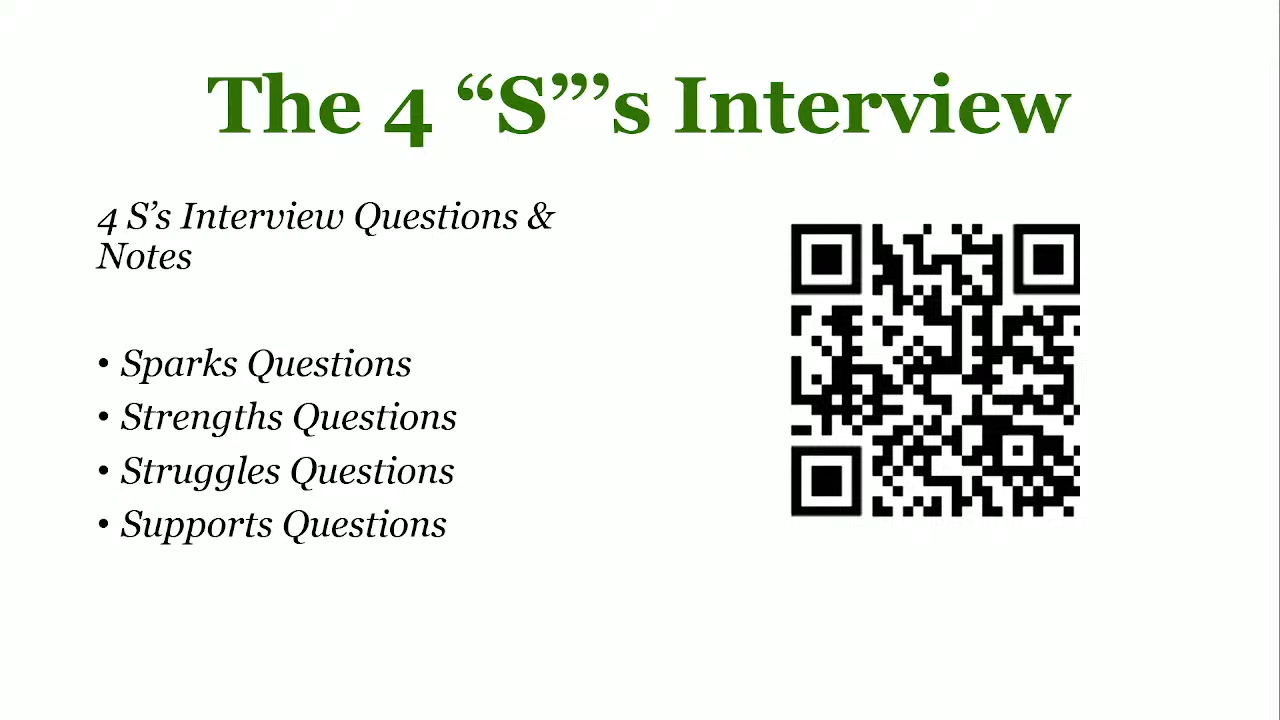 The 4 “S”’s Interview
4 S’s Interview Questions &
Notes
• Sparks Questions
• Strengths Questions
• Struggles Questions
• Supports Questions